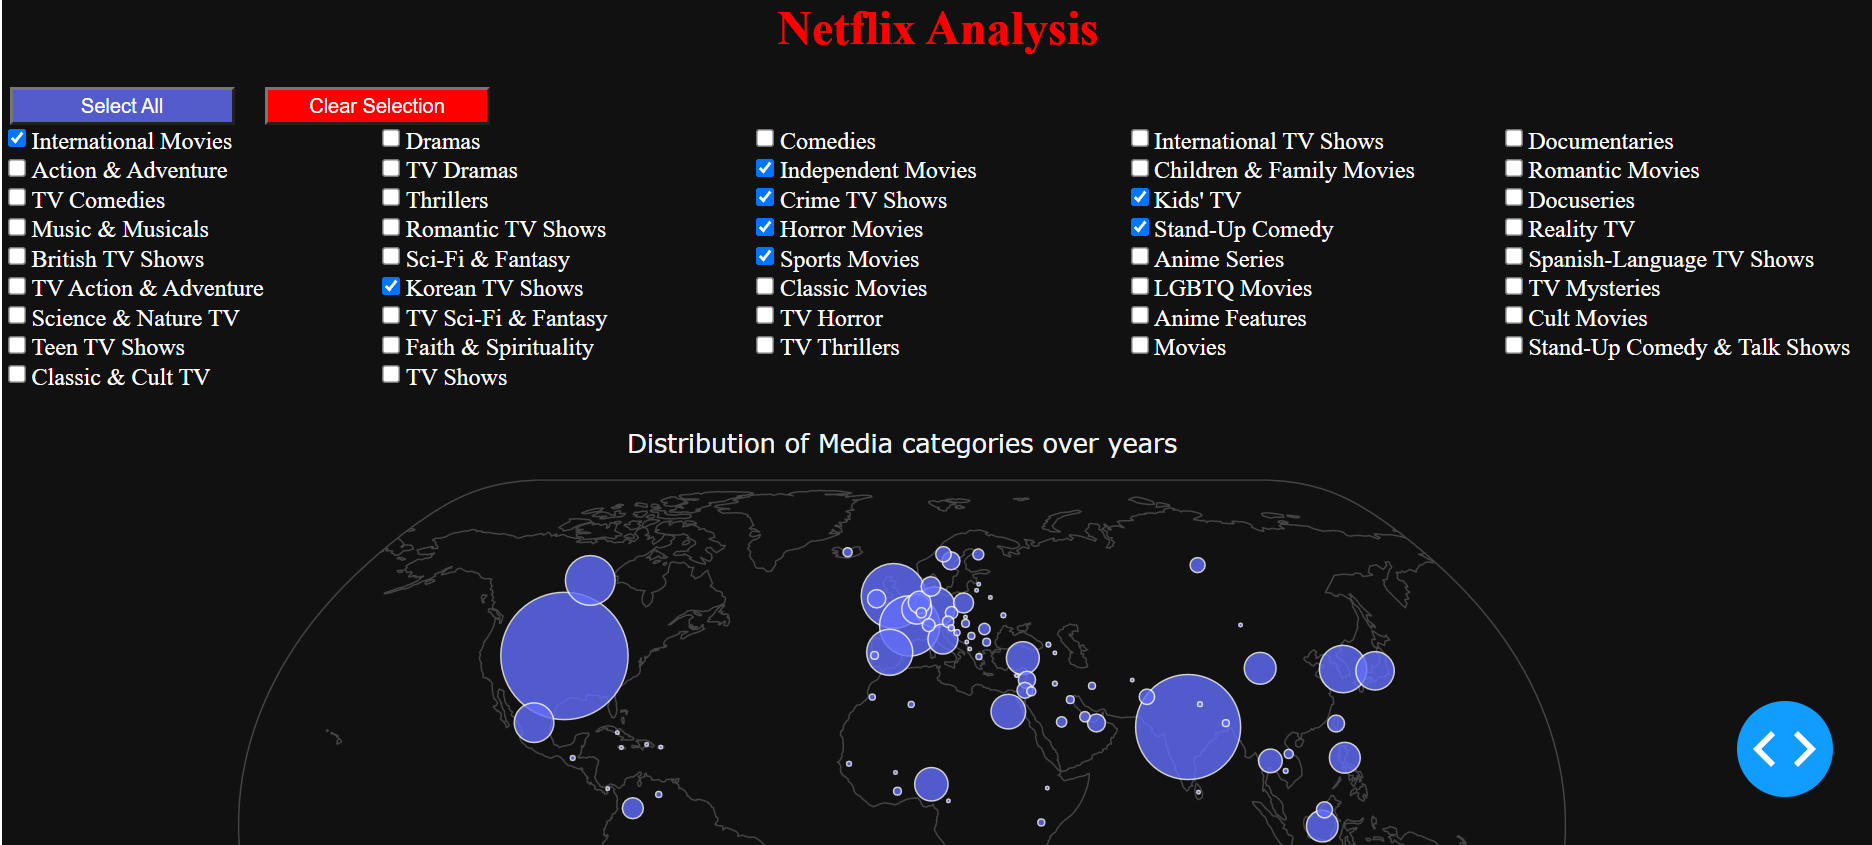 Netflix Analysis
Select All Clear Selection
International Movies Dramas Comedies International TV Shows Documentaries
Action & Adventure TV Dramas Independent Movies Children & Family Movies Romantic Movies
TV Comedies Thrillers Crime TV Shows Kids' TV Docuseries
Music & Musicals Romantic TV Shows Horror Movies Stand-Up Comedy Reality TV
British TV Shows Sci-Fi & Fantasy Sports Movies Anime Series Spanish-Language TV Shows
TV Action & Adventure Korean TV Shows Classic Movies LGBTQ Movies TV Mysteries
Science & Nature TV TV Sci-Fi & Fantasy TV Horror Anime Features Cult Movies
Teen TV Shows Faith & Spirituality TV Thrillers Movies Stand-Up Comedy & Talk Shows
Classic & Cult TV TV Shows
Distribution of Media categories over years